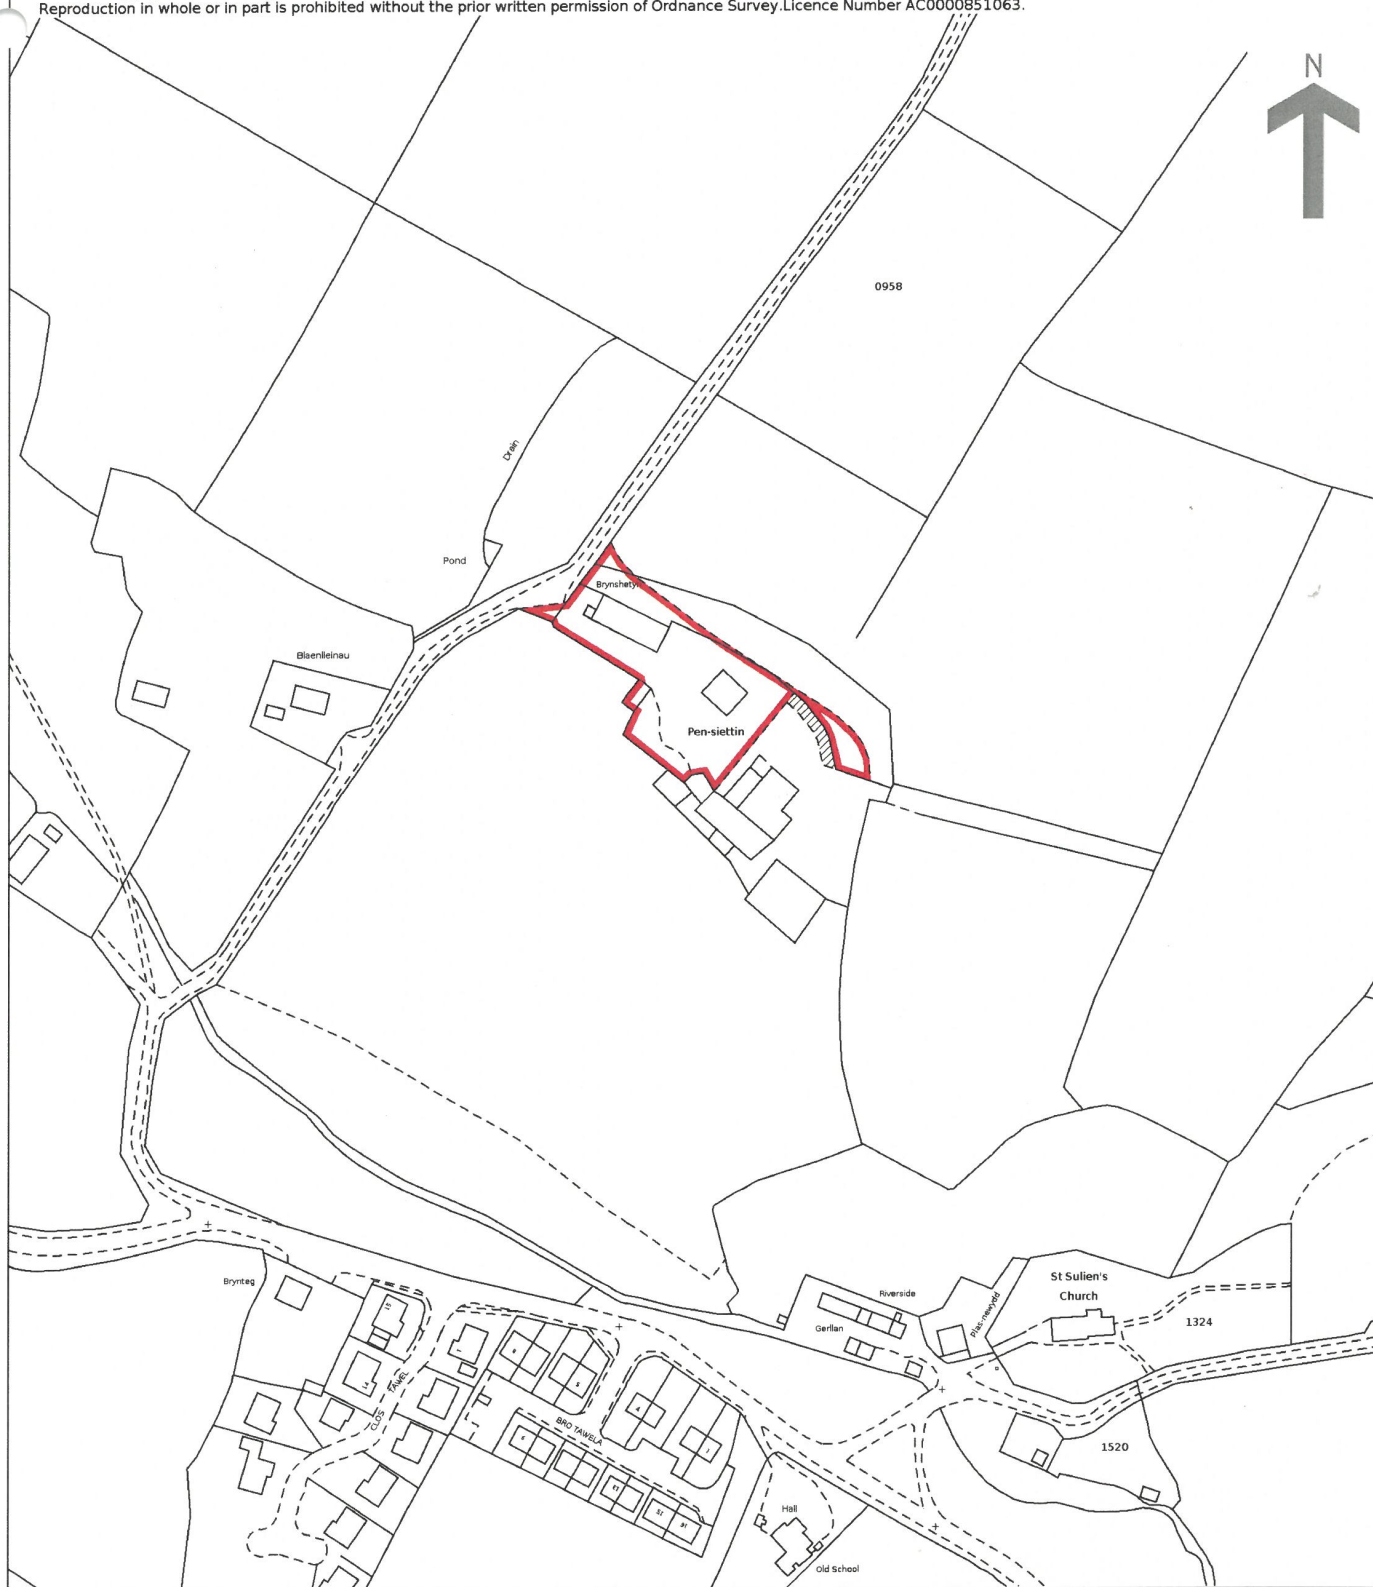 Reproduction in whole or in part is prohibited without the prior written permission of Ordnance Survey.Licence Number AC0000851063.
N
0958
Drain
Pond
Brynshetyn
Blaenlleinau
Pen-siettin
Brynteg
St Sulien's
Church
Riverside
Plas-newydd
Gerllan
1324
CLOS TAWEL
BRO TAWELA
1520
Hall
Old School